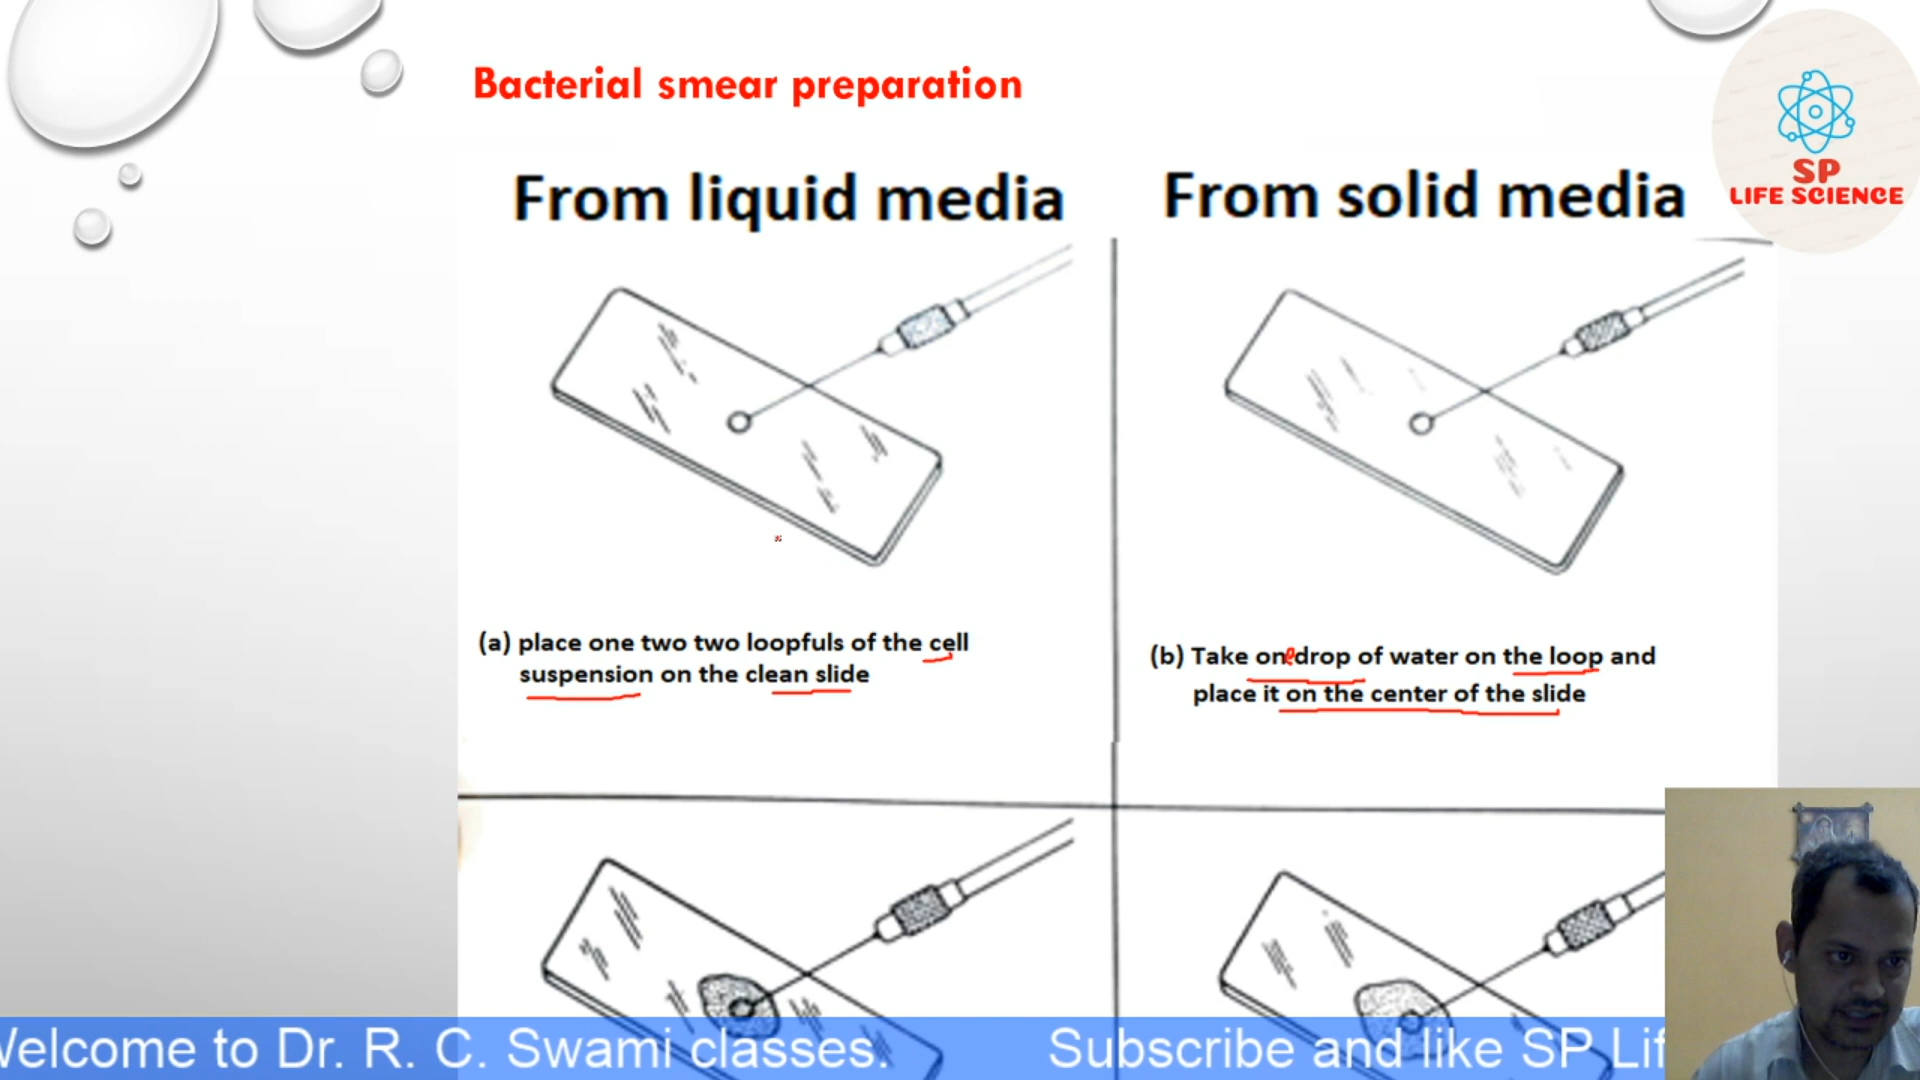 Bacterial smear preparation
SP
LIFE SCIENCE
From liquid media
From solid media
(a) place one two two loopfuls of the cell
suspension on the clean slide
(b) Take one drop of water on the loop and
place it on the center of the slide
Welcome to Dr. R. C. Swami classes. Subscribe and like SP Lif